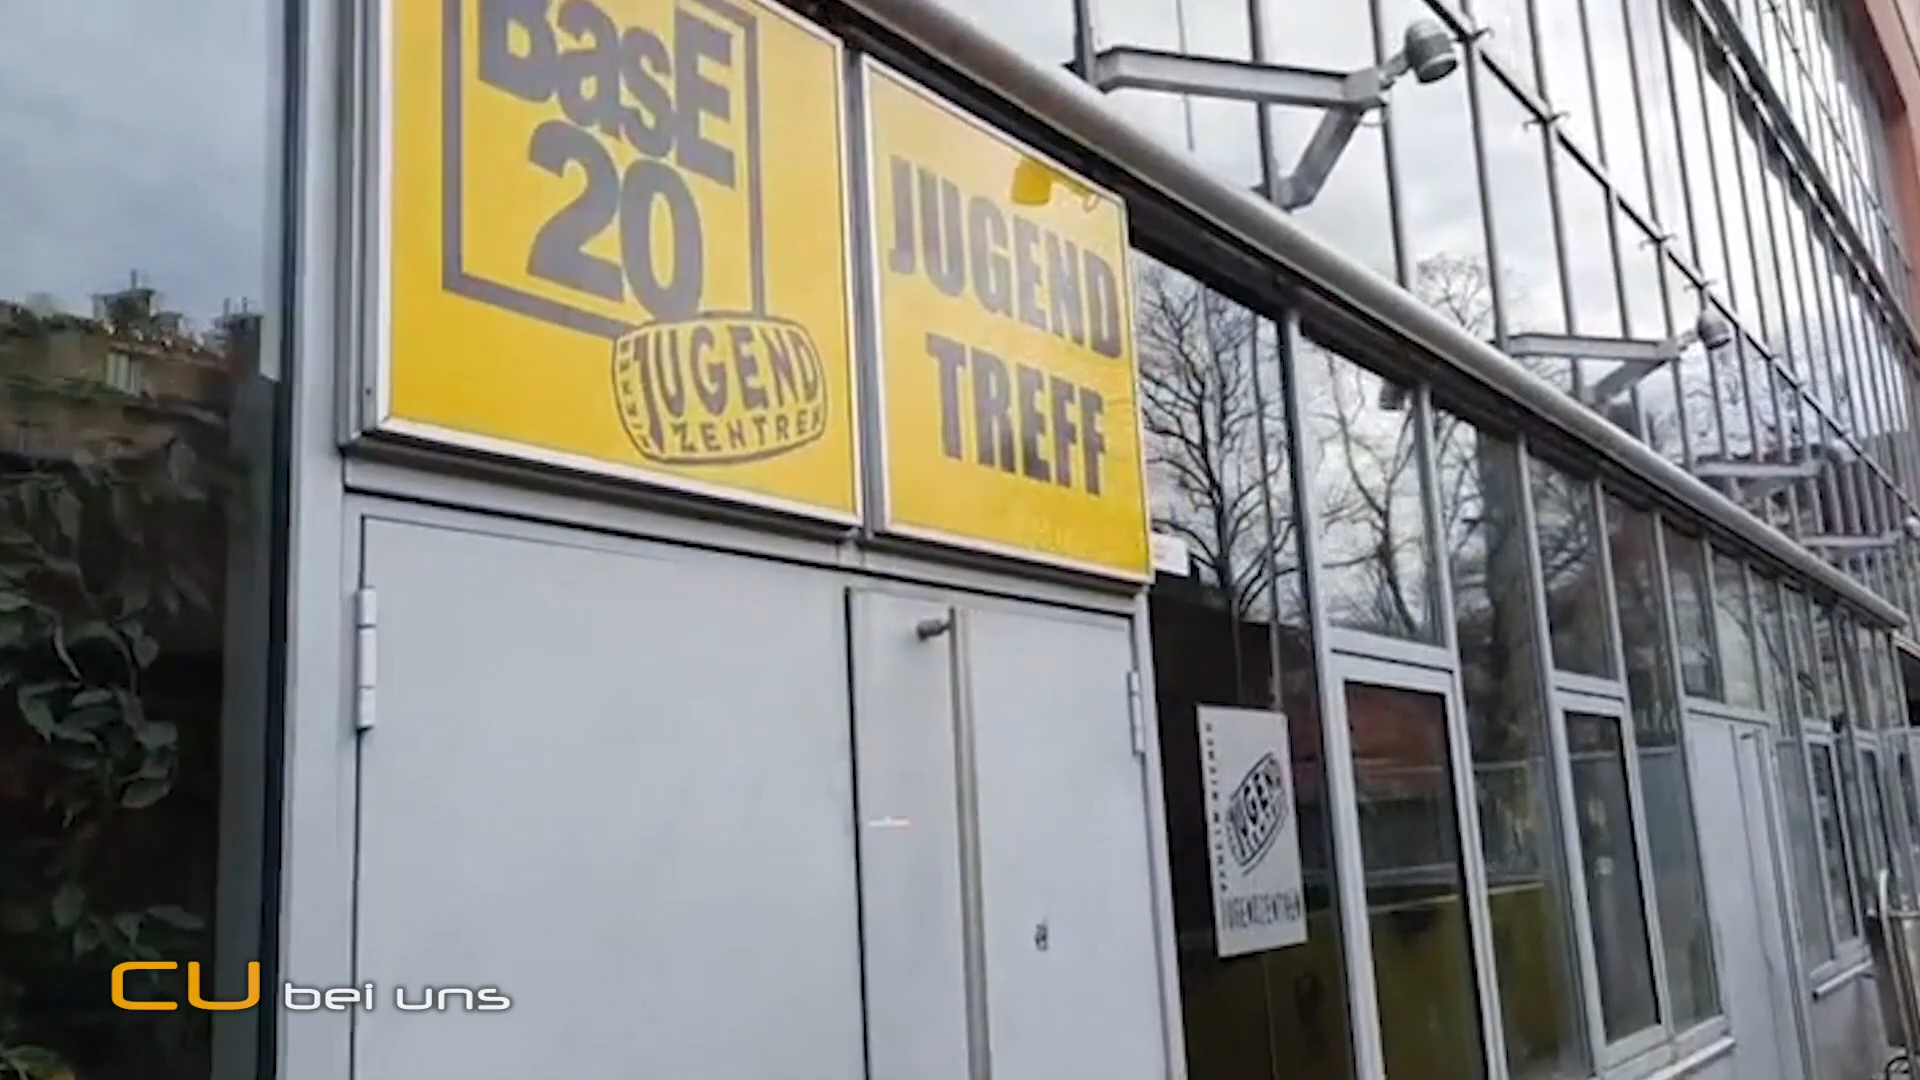 BasE
20
JUGEND
ZENTREN
JUGEND
TREFF
JUGEND
JUGENDZENTREN
CU bei uns